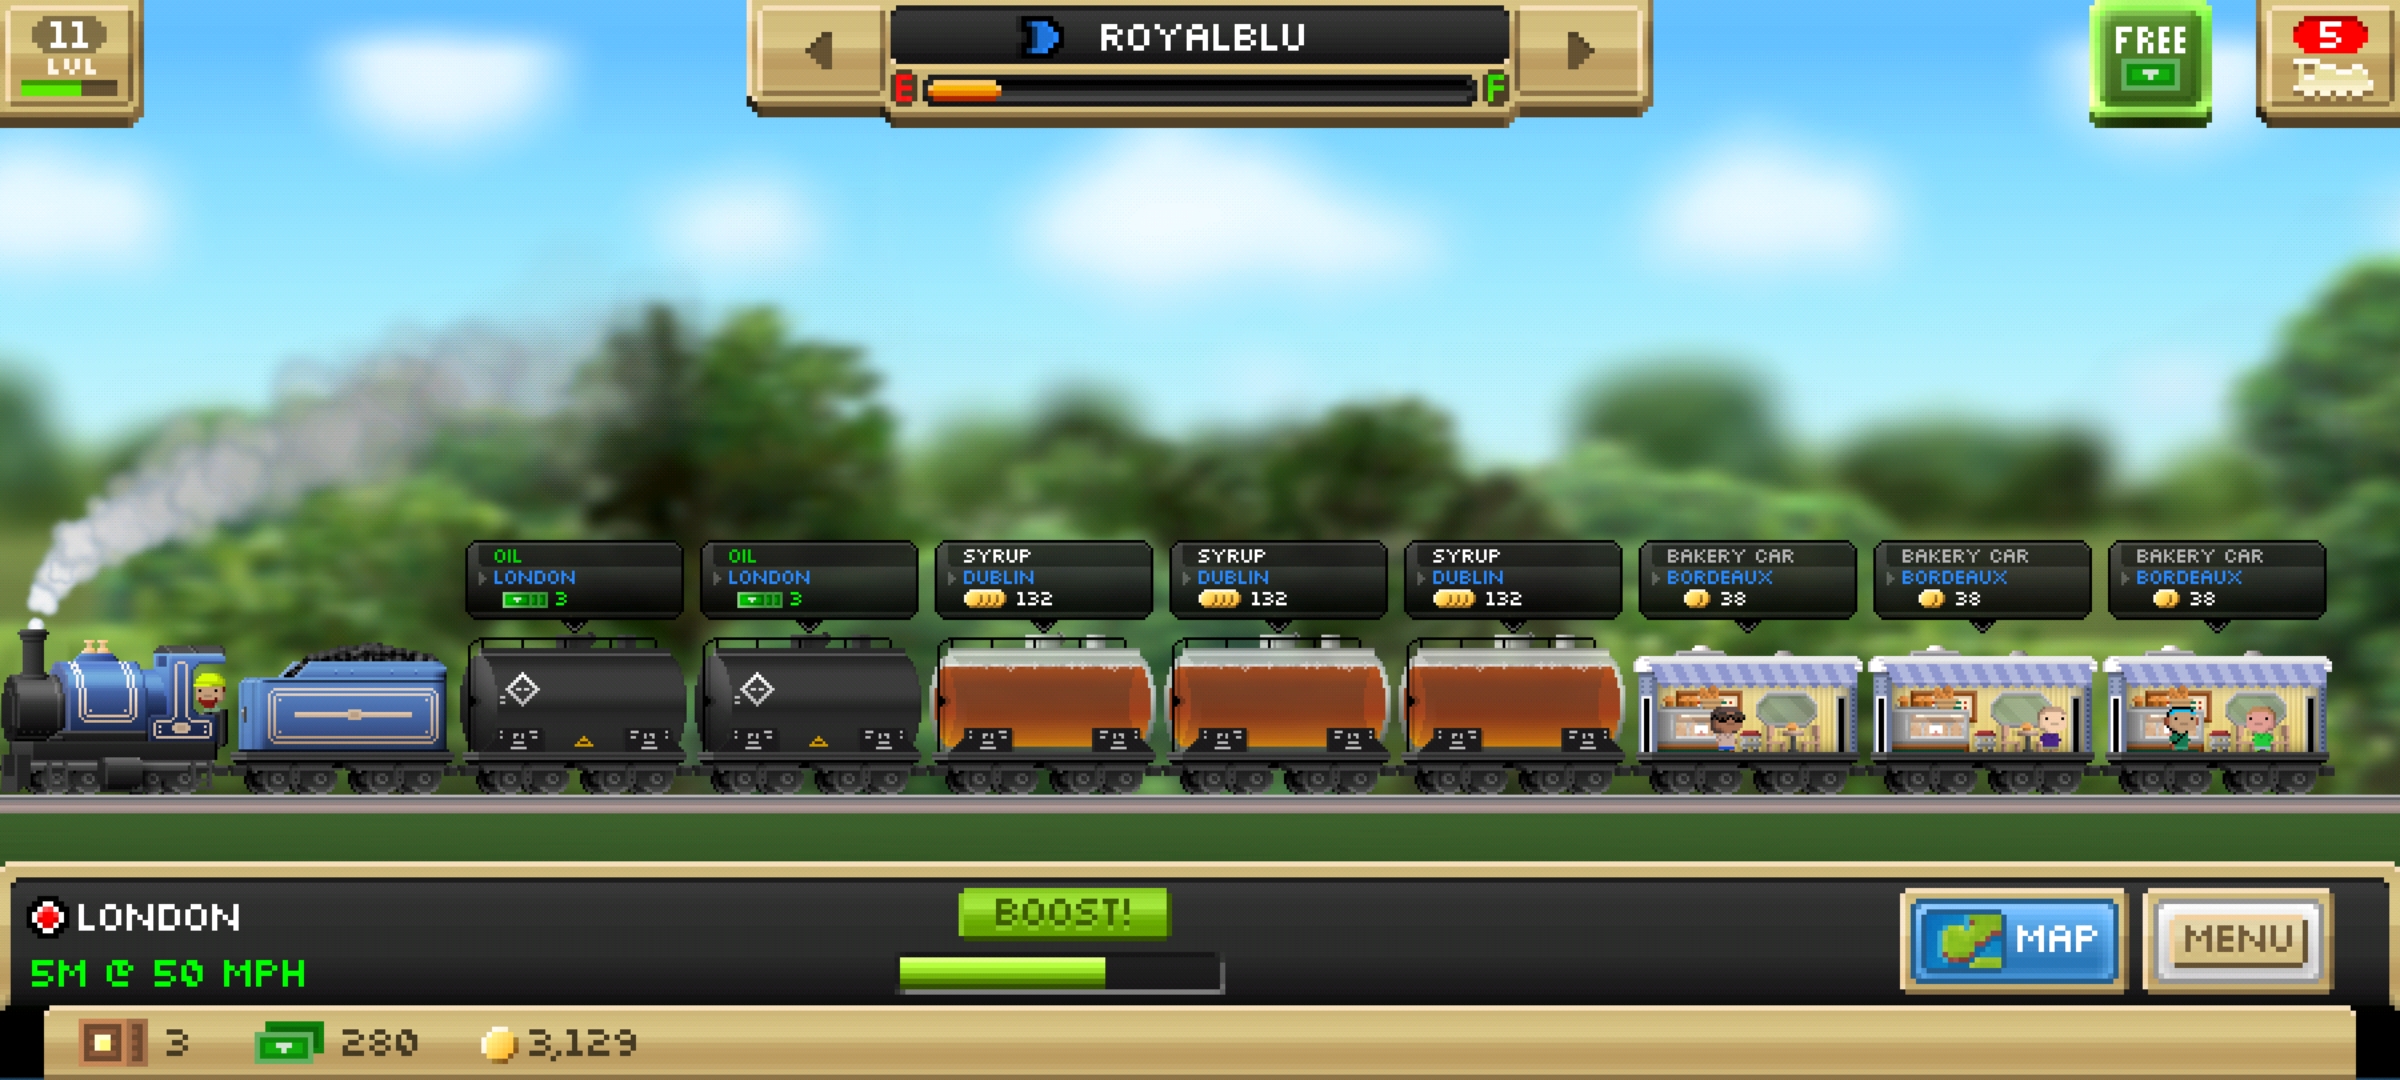 11
LVL
ROYALBLU
E
F
FREE
5
OIL
LONDON
3
OIL
LONDON
3
SYRUP
DUBLIN
132
SYRUP
DUBLIN
132
SYRUP
DUBLIN
132
BAKERY CAR
BORDEAUX
38
BAKERY CAR
BORDEAUX
38
BAKERY CAR
BORDEAUX
38
LONDON
5M @ 50 MPH
BOOST!
MAP
MENU
3
280
3,129